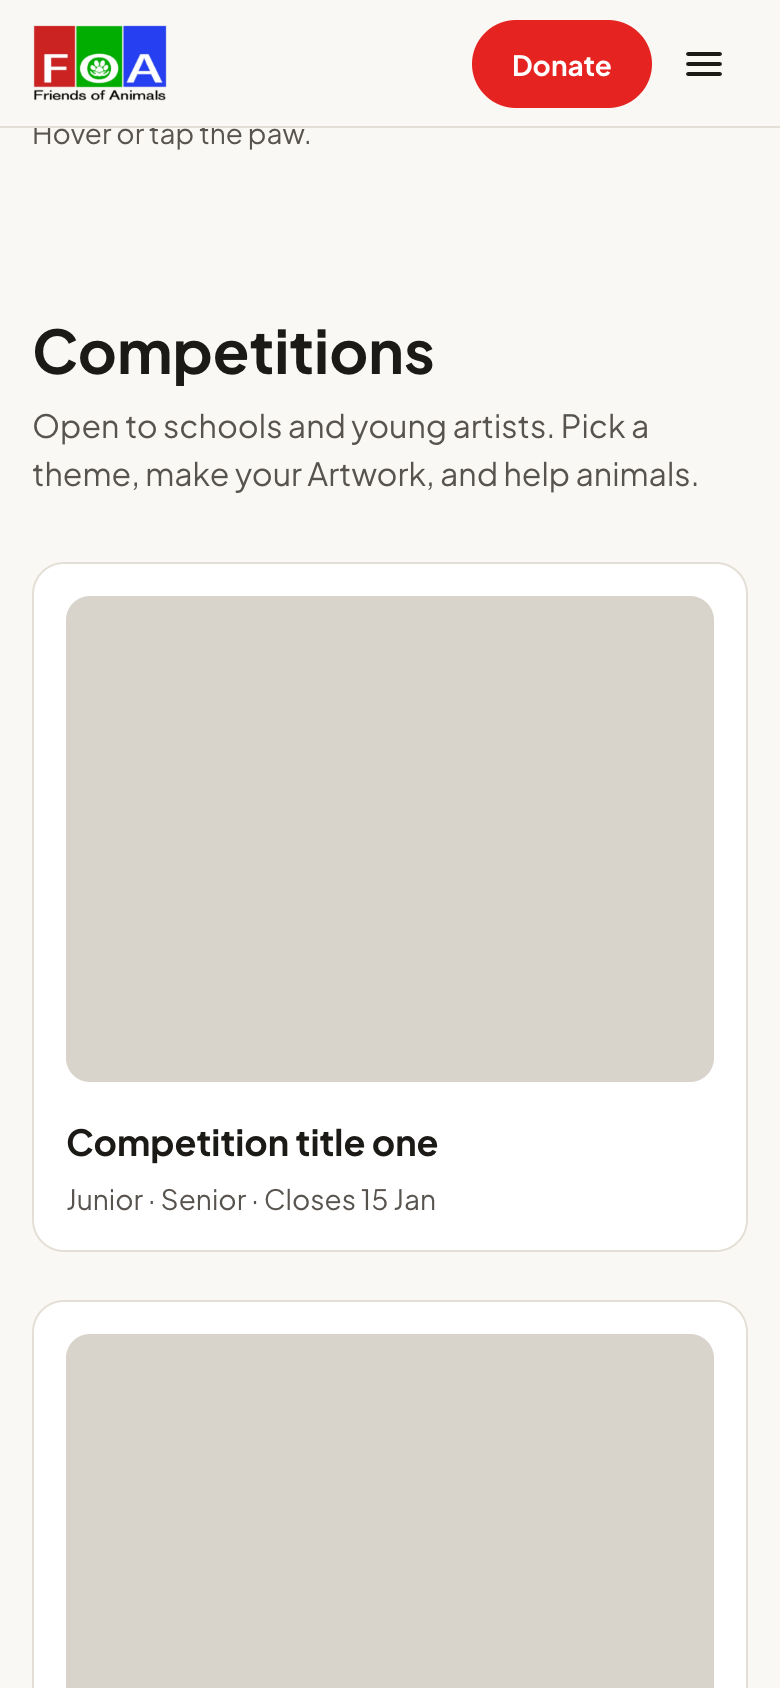 FOA
Friends of Animals
Donate
Hover or tap the paw.
Competitions
Open to schools and young artists. Pick a
theme, make your Artwork, and help animals.
Competition title one
Junior · Senior · Closes 15 Jan